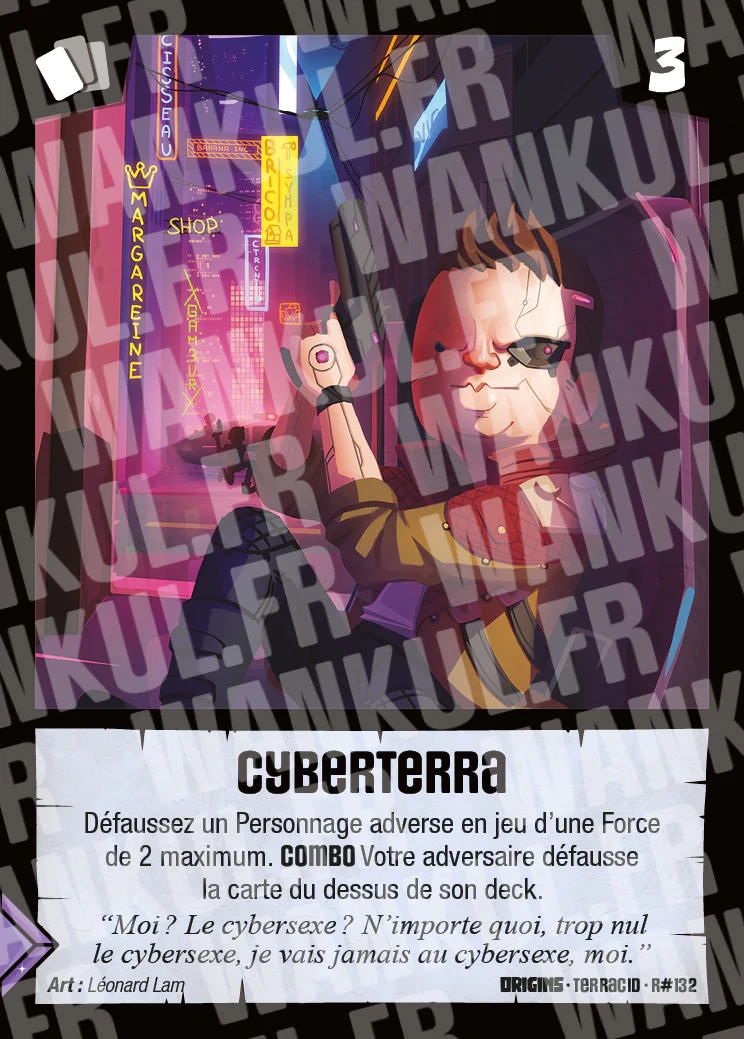 WANKUL.FR
3
CISSEAU
BANANA INC
BRICO
SYMPA
MARGAREINE
SHOP
VIF
CYBERTERRA
Défaussez un Personnage adverse en jeu d’une Force
de 2 maximum. COMBO Votre adversaire défausse
la carte du dessus de son deck.
“Moi ? Le cybersexe ? N’importe quoi, trop nul
le cybersexe, je vais jamais au cybersexe, moi.”
Art : Léonard Lam
ORIGINS · TERRACID · R#132